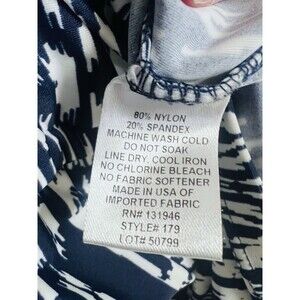 80% NYLON
20% SPANDEX
MACHINE WASH COLD
DO NOT SOAK
LINE DRY, COOL IRON
NO CHLORINE BLEACH
NO FABRIC SOFTENER
MADE IN USA OF
IMPORTED FABRIC
RN# 131946
STYLE# 179
LOT# 50799